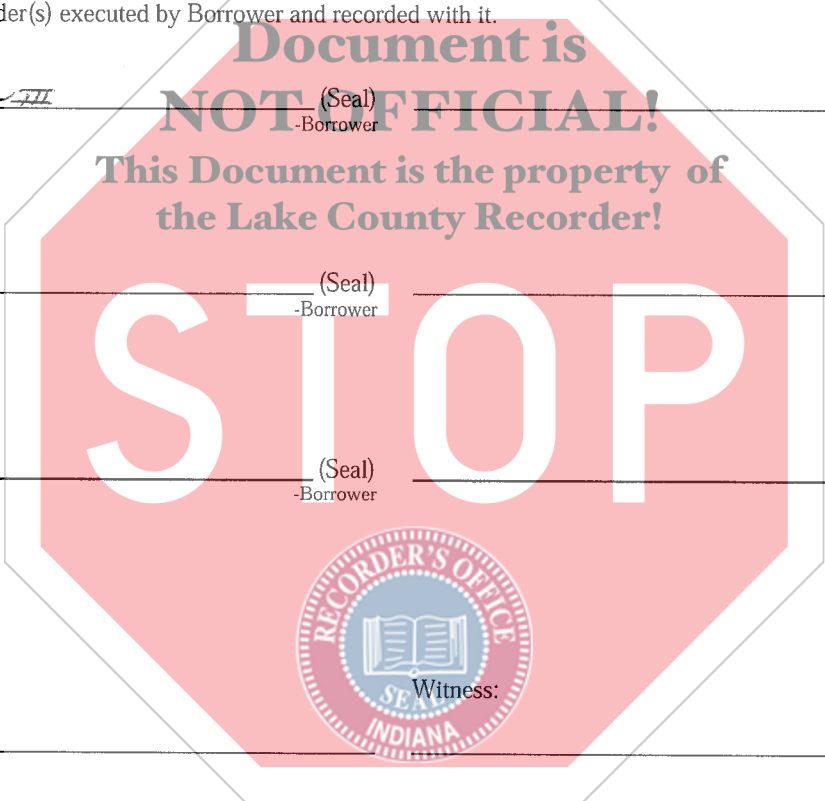 der(s) executed by Borrower and recorded with it.
Document is
III (Seal)
NOT OFFICIAL!
-Borrower
This Document is the property of
the Lake County Recorder!
(Seal)
-Borrower
STOP
(Seal)
-Borrower
RECORDER'S OFFICE
Witness:
SEAL
INDIANA